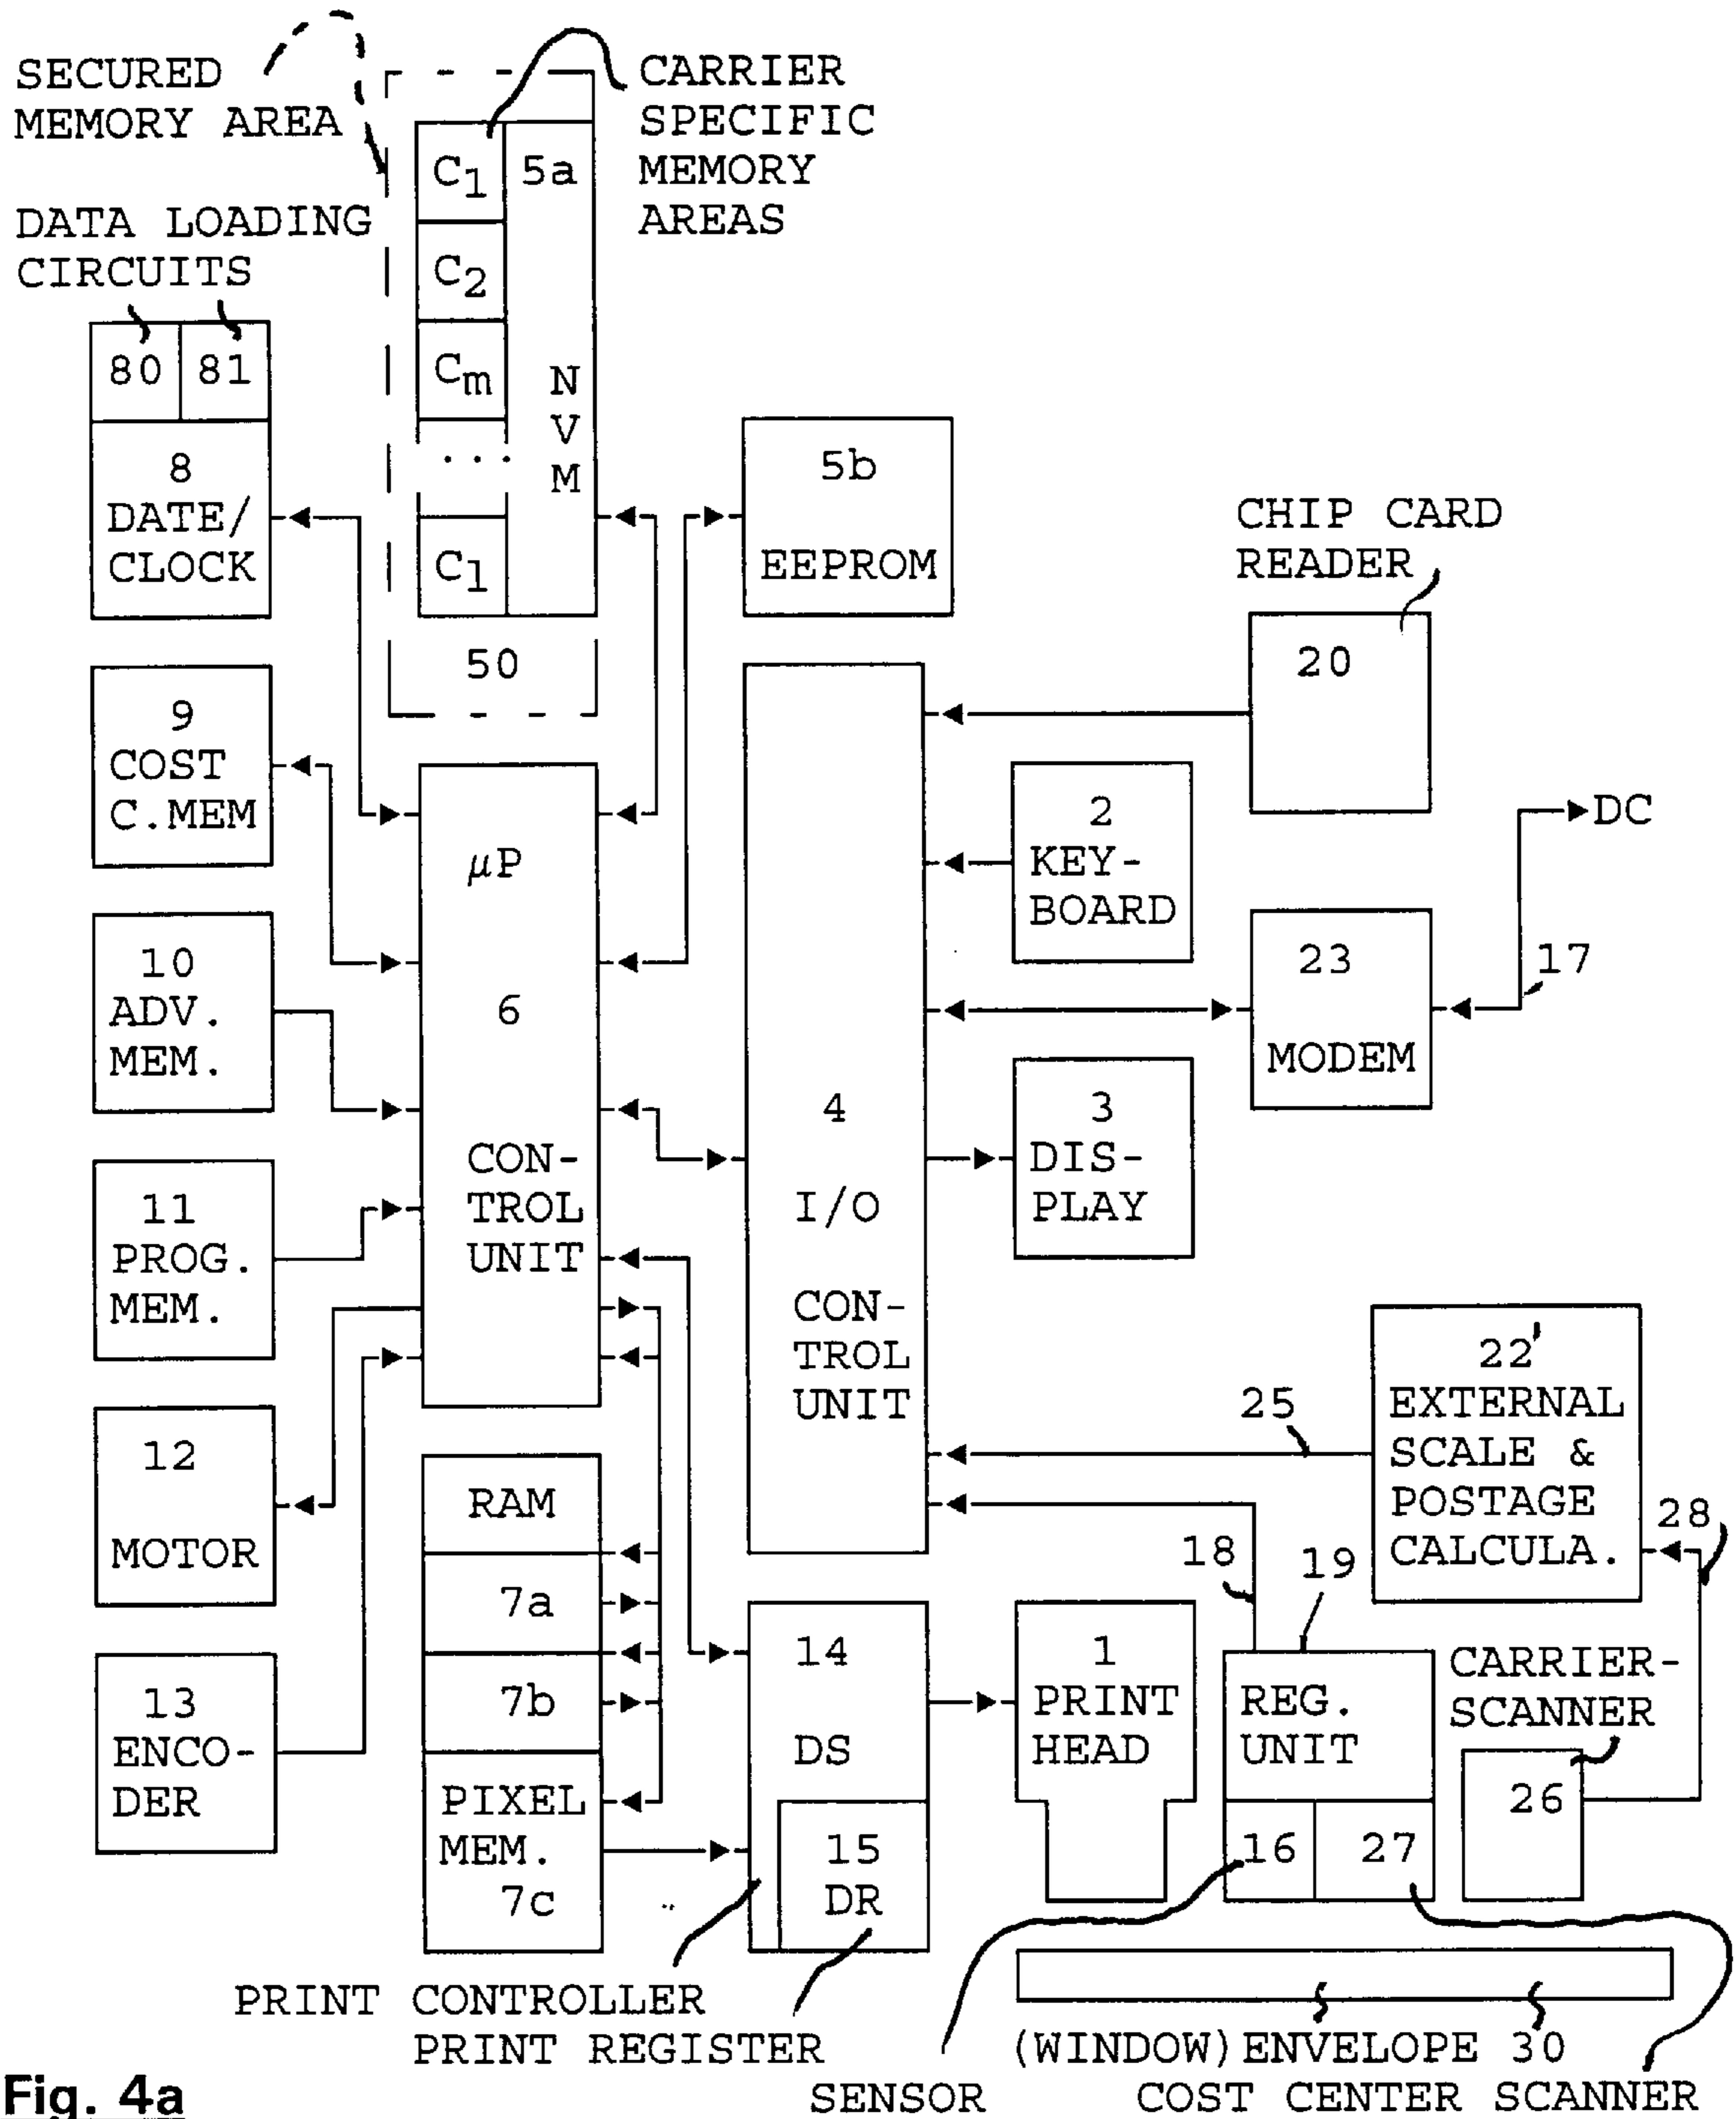 SECURED
MEMORY AREA
CARRIER
SPECIFIC
MEMORY
AREAS
DATA LOADING
CIRCUITS
80
81
8
DATE/
CLOCK
C1
5a
C2
Cm
...
Cl
N
V
M
50
5b
EEPROM
CHIP CARD
READER
20
9
COST
C.MEM
10
ADV.
MEM.
11
PROG.
MEM.
12
MOTOR
13
ENCO-
DER
μP
6
CON-
TROL
UNIT
4
I/O
CON-
TROL
UNIT
2
KEY-
BOARD
DC
17
23
MODEM
3
DIS-
PLAY
22'
EXTERNAL
SCALE &
POSTAGE
CALCULA.
25
28
18
19
RAM
7a
7b
PIXEL
MEM.
7c
14
DS
15
DR
1
PRINT
HEAD
REG.
UNIT
16
27
CARRIER-
SCANNER
26
PRINT CONTROLLER
PRINT REGISTER
SENSOR
(WINDOW) ENVELOPE 30
COST CENTER SCANNER
Fig. 4a